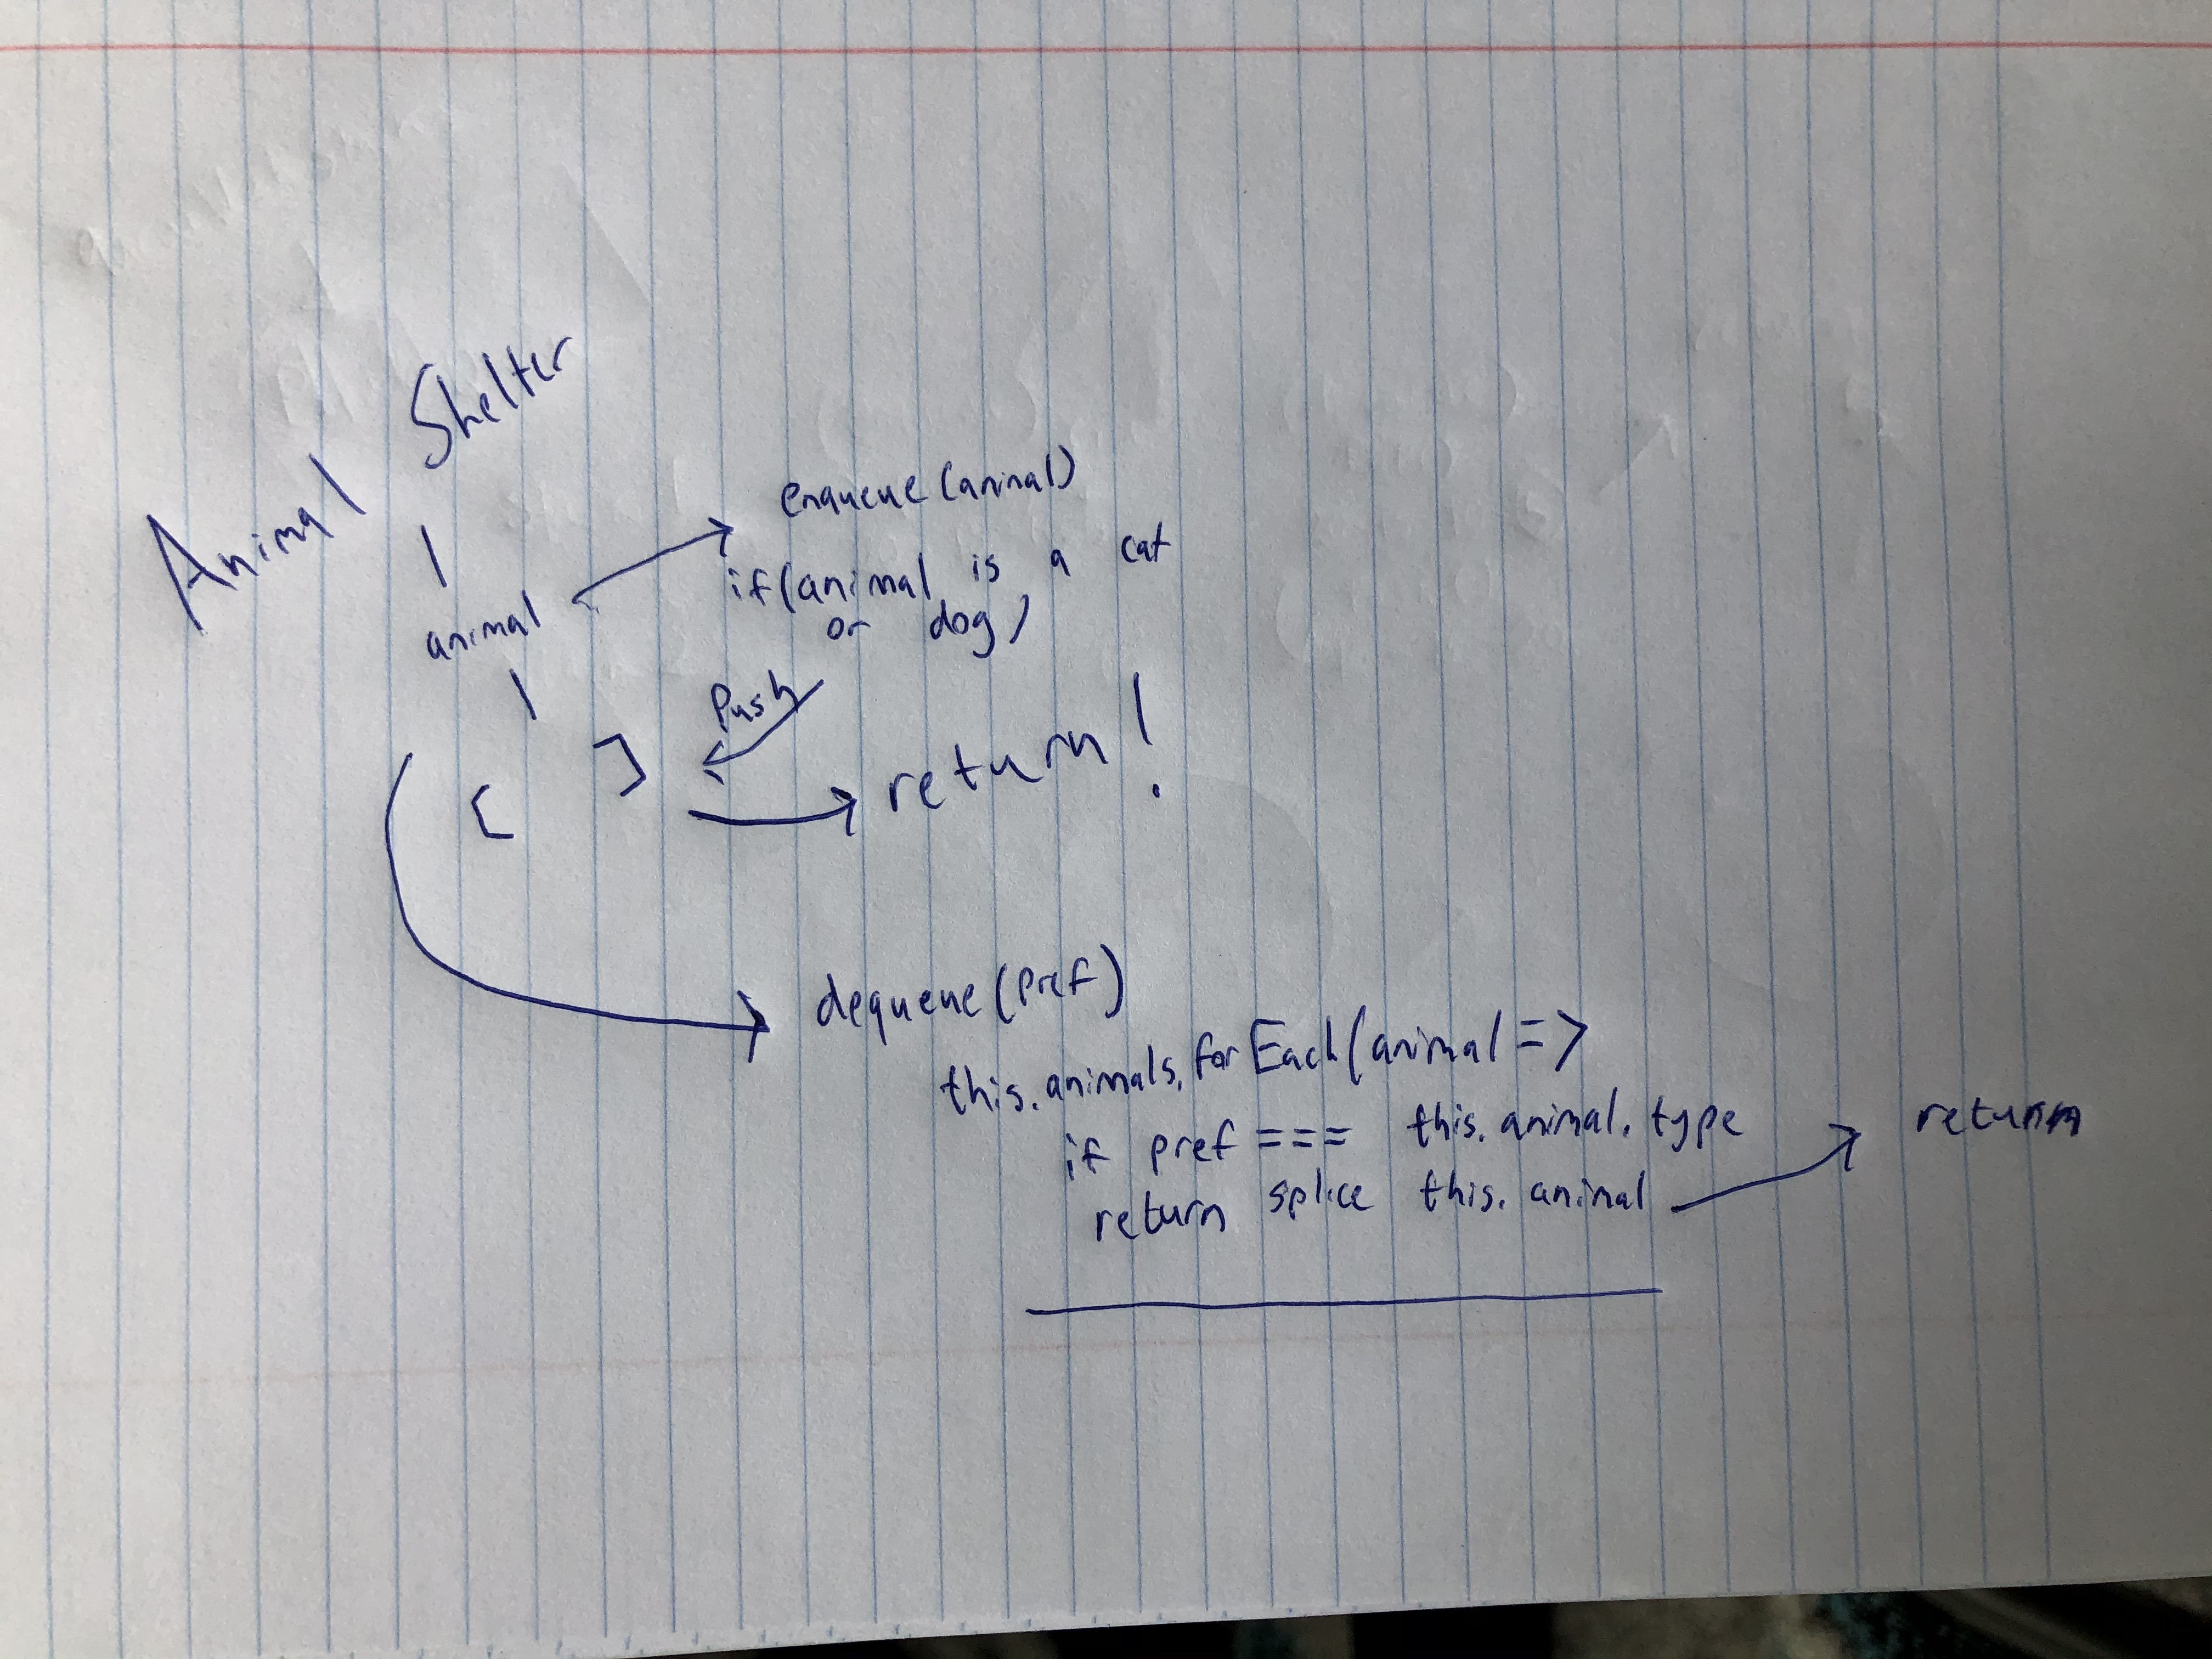 Animal Shelter
animal
[ ]
enqueue(animal)
if(animal is a cat
or dog)
Push
return!
dequeue(pref)
this.animals.forEach(animal =>
if pref === this.animal.type
return splice this.animal
return